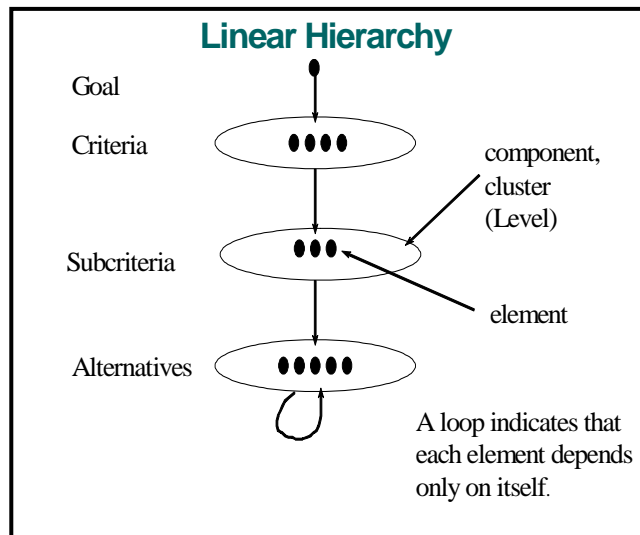 Linear Hierarchy
Goal
Criteria
component,
cluster
(Level)
Subcriteria
element
Alternatives
A loop indicates that
each element depends
only on itself.